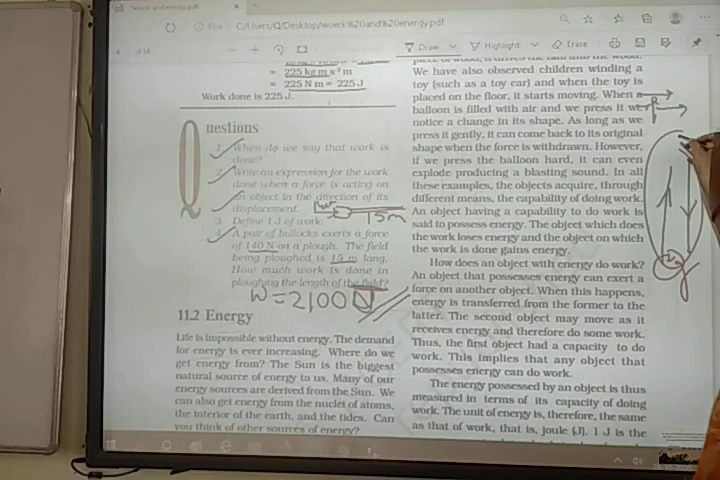 work and energy.pdf
File C:/Users/Q/Desktop/woerk%20and%20energy.pdf
4 of 14 Draw Highlight Erase
= 225 kg m s⁻² m
= 225 N m = 225 J
Work done is 225 J.
Questions
1. When do we say that work is
done?
2. Write an expression for the work
done when a force is acting on
an object in the direction of its
displacement.
3. Define 1 J of work.
4. A pair of bullocks exerts a force
of 140 N on a plough. The field
being ploughed is 15 m long.
How much work is done in
ploughing the length of the field?
15m
W = 2100 J
11.2 Energy
Life is impossible without energy. The demand
for energy is ever increasing. Where do we
get energy from? The Sun is the biggest
natural source of energy to us. Many of our
energy sources are derived from the Sun. We
can also get energy from the nuclei of atoms,
the interior of the earth, and the tides. Can
you think of other sources of energy?
piece of wood, it drives the nail into the wood.
We have also observed children winding a
toy (such as a toy car) and when the toy is
placed on the floor, it starts moving. When a
balloon is filled with air and we press it we
notice a change in its shape. As long as we
press it gently, it can come back to its original
shape when the force is withdrawn. However,
if we press the balloon hard, it can even
explode producing a blasting sound. In all
these examples, the objects acquire, through
different means, the capability of doing work.
An object having a capability to do work is
said to possess energy. The object which does
the work loses energy and the object on which
the work is done gains energy.
How does an object with energy do work?
An object that possesses energy can exert a
force on another object. When this happens,
energy is transferred from the former to the
latter. The second object may move as it
receives energy and therefore do some work.
Thus, the first object had a capacity to do
work. This implies that any object that
possesses energy can do work.
The energy possessed by an object is thus
measured in terms of its capacity of doing
work. The unit of energy is, therefore, the same
as that of work, that is, joule (J). 1 J is the